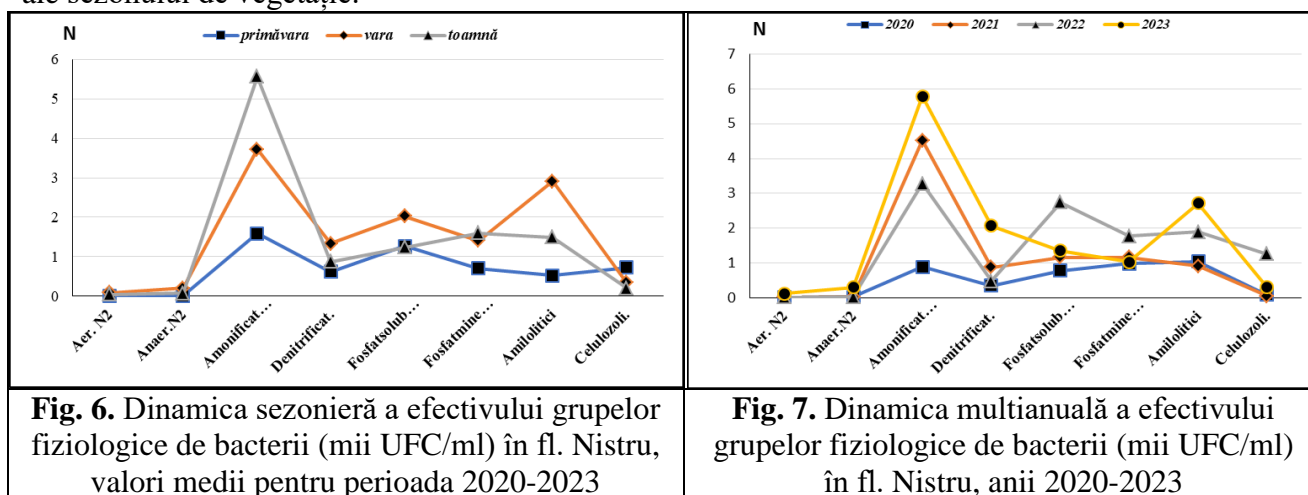 ale sezonului de vegetație.
N
primăvara vara toamnă
6
5
4
3
2
1
0
Aer. N2
Anaer.N2
Amonificat...
Denitrificat.
Fosfatsolub...
Fosfatmine...
Amilolitici
Celulozoli.
Fig. 6. Dinamica sezonieră a efectivului grupelor
fiziologice de bacterii (mii UFC/ml) în fl. Nistru,
valori medii pentru perioada 2020-2023
N
2020 2021 2022 2023
7
6
5
4
3
2
1
0
Aer. N2
Anaer.N2
Amonificat...
Denitrificat.
Fosfatsolub...
Fosfatmine...
Amilolitici
Celulozoli.
Fig. 7. Dinamica multianuală a efectivului
grupelor fiziologice de bacterii (mii UFC/ml)
în fl. Nistru, anii 2020-2023